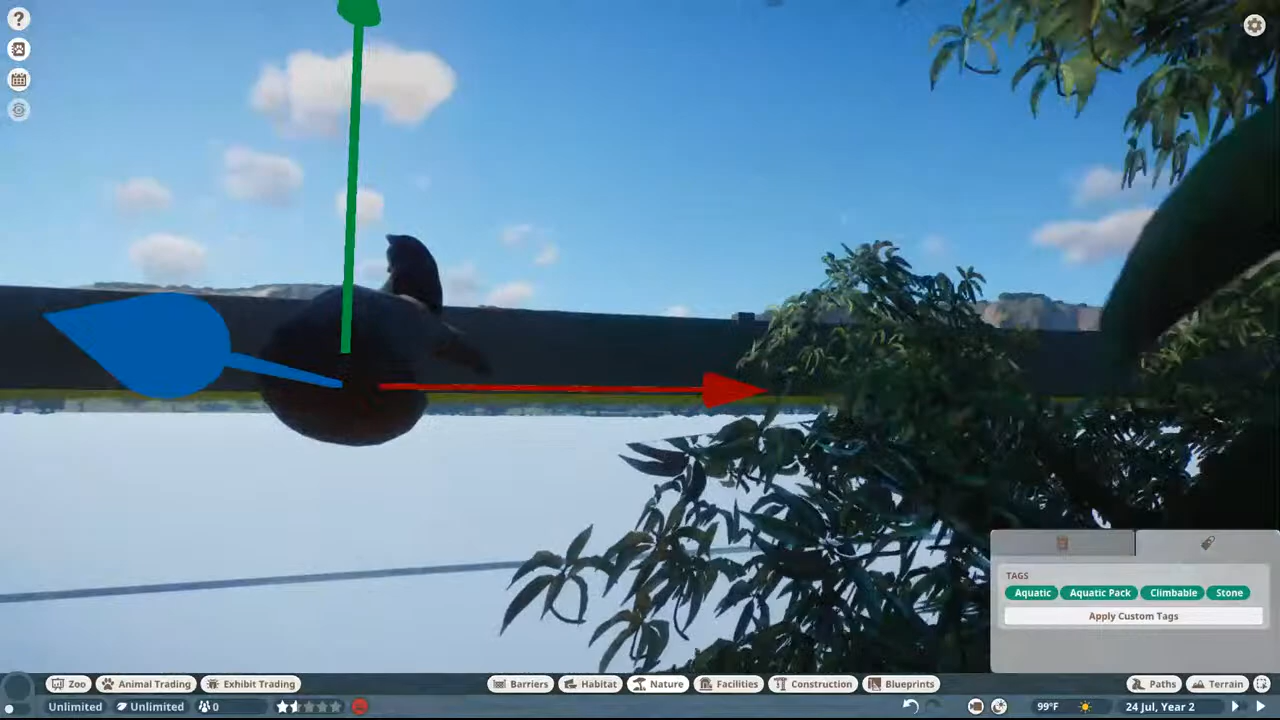 ?
TAGS
Aquatic Aquatic Pack Climbable Stone
Apply Custom Tags
Zoo Animal Trading Exhibit Trading Barriers Habitat Nature Facilities Construction Blueprints Paths Terrain
Unlimited Unlimited 0 99°F 24 Jul, Year 2